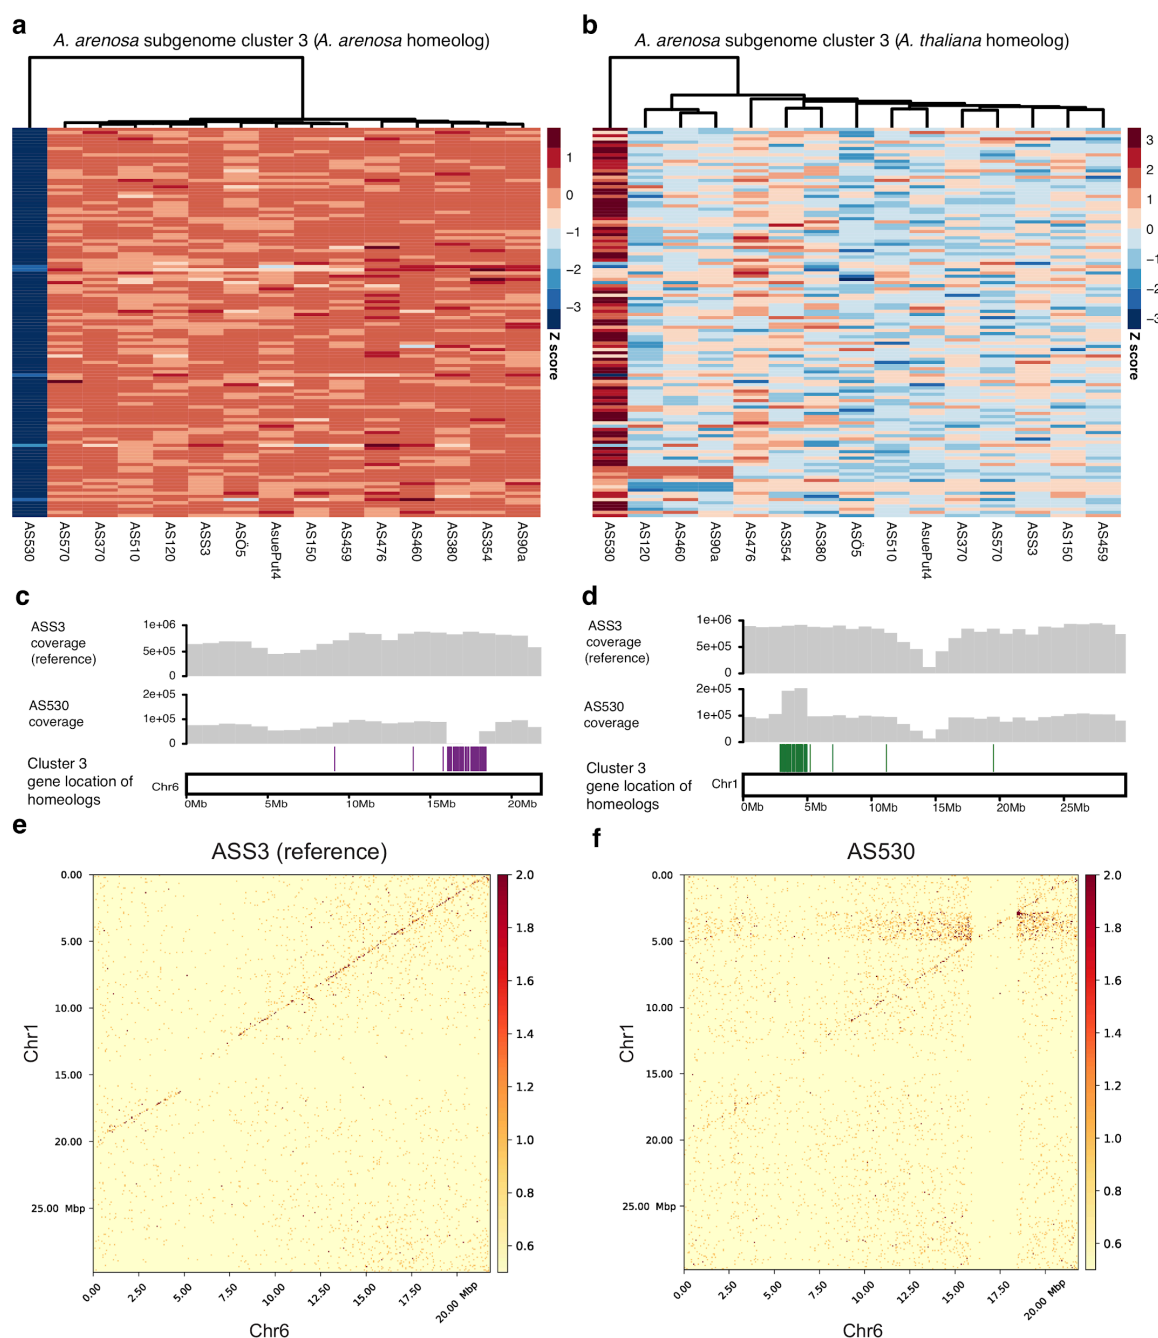 a
A. arenosa subgenome cluster 3 (A. arenosa homeolog)
1
0
−1
−2
−3
Z score
AS530
AS570
AS370
AS510
AS120
ASS3
ASÖ5
AsuePut4
AS150
AS459
AS476
AS460
AS380
AS354
AS90a
b
A. arenosa subgenome cluster 3 (A. thaliana homeolog)
3
2
1
0
−1
−2
−3
Z score
AS530
AS120
AS460
AS90a
AS476
AS354
AS380
ASÖ5
AS510
AsuePut4
AS370
AS570
ASS3
AS150
AS459
c
ASS3
coverage
(reference)
1e+06
5e+05
0
AS530
coverage
2e+05
1e+05
0
Cluster 3
gene location of
homeologs
Chr6
0Mb
5Mb
10Mb
15Mb
20Mb
d
ASS3
coverage
(reference)
1e+06
5e+05
0
AS530
coverage
2e+05
1e+05
0
Cluster 3
gene location of
homeologs
Chr1
0Mb
5Mb
10Mb
15Mb
20Mb
25Mb
e
ASS3 (reference)
0.00
5.00
10.00
15.00
20.00
25.00 Mbp
Chr1
0.00
2.50
5.00
7.50
10.00
12.50
15.00
17.50
20.00 Mbp
Chr6
2.0
1.8
1.6
1.4
1.2
1.0
0.8
0.6
f
AS530
0.00
5.00
10.00
15.00
20.00
25.00 Mbp
Chr1
0.00
2.50
5.00
7.50
10.00
12.50
15.00
17.50
20.00 Mbp
Chr6
2.0
1.8
1.6
1.4
1.2
1.0
0.8
0.6